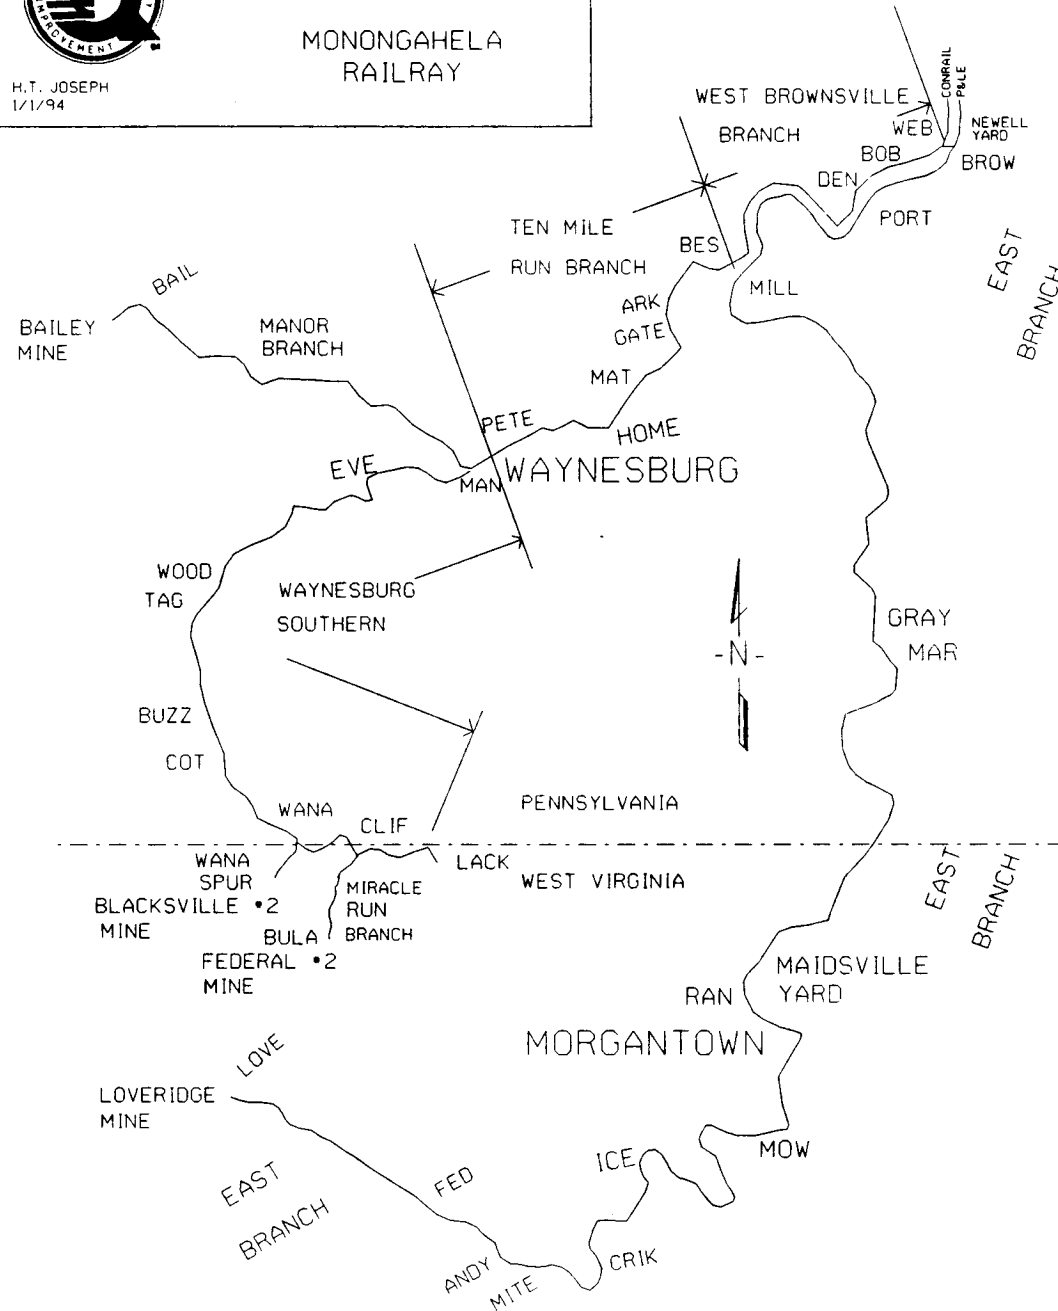 IMPROVEMENT
H.T. JOSEPH
1/1/94
MONONGAHELA
RAILRAY
WEST BROWNSVILLE
BRANCH
CONRAIL
P&LE
NEWELL
YARD
WEB
BOB
BROW
DEN
PORT
EAST
BRANCH
TEN MILE
RUN BRANCH
BES
MILL
ARK
GATE
MAT
BAIL
BAILEY
MINE
MANOR
BRANCH
PETE
HOME
EVE
MAN
WAYNESBURG
WOOD
TAG
WAYNESBURG
SOUTHERN
GRAY
MAR
-N-
BUZZ
COT
WANA
CLIF
PENNSYLVANIA
WANA
SPUR
LACK
WEST VIRGINIA
EAST
BRANCH
BLACKSVILLE •2
MINE
MIRACLE
RUN
BRANCH
BULA
FEDERAL •2
MINE
MAIDSVILLE
YARD
RAN
MORGANTOWN
LOVE
LOVERIDGE
MINE
MOW
ICE
EAST
BRANCH
FED
CRIK
ANDY
MITE